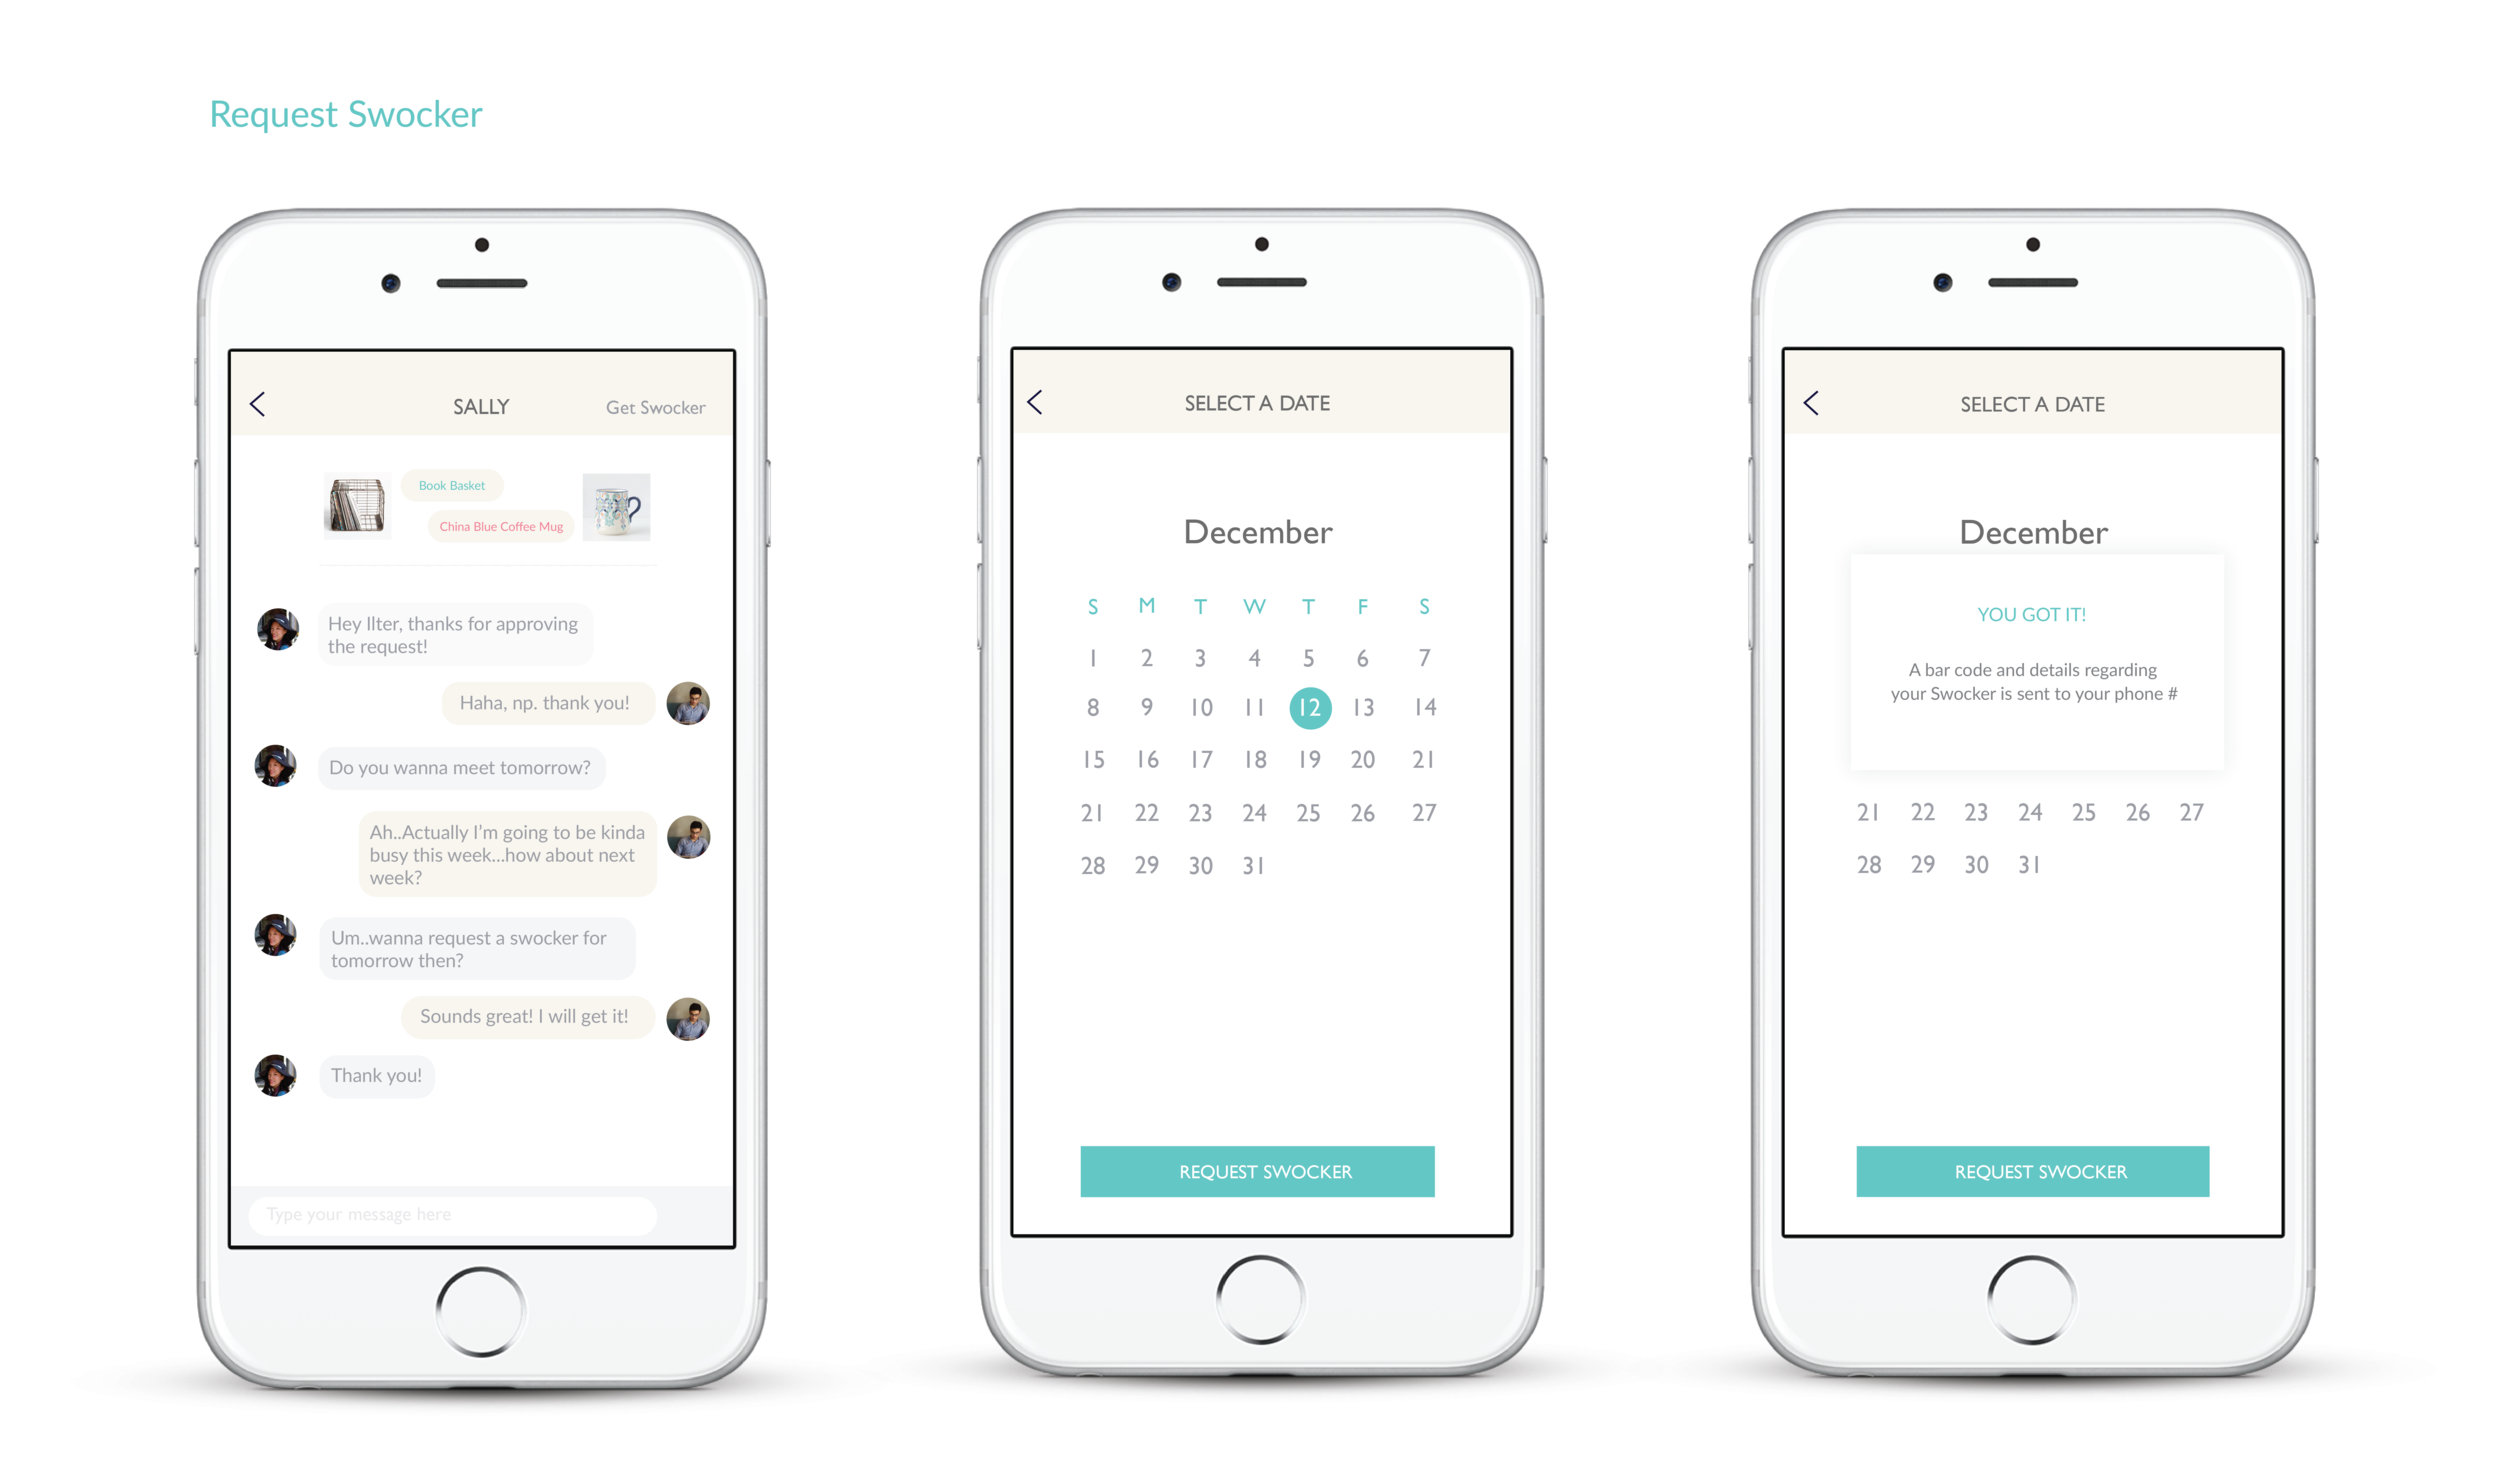 Request Swocker
SALLY
Get Swocker
Book Basket
China Blue Coffee Mug
Hey Ilter, thanks for approving
the request!
Haha, np. thank you!
Do you wanna meet tomorrow?
Ah..Actually I'm going to be kinda
busy this week...how about next
week?
Um..wanna request a swocker for
tomorrow then?
Sounds great! I will get it!
Thank you!
Type your message here
SELECT A DATE
December
S M T W T F S
1 2 3 4 5 6 7
8 9 10 11 12 13 14
15 16 17 18 19 20 21
21 22 23 24 25 26 27
28 29 30 31
REQUEST SWOCKER
SELECT A DATE
December
YOU GOT IT!
A bar code and details regarding
your Swocker is sent to your phone #
21 22 23 24 25 26 27
28 29 30 31
REQUEST SWOCKER